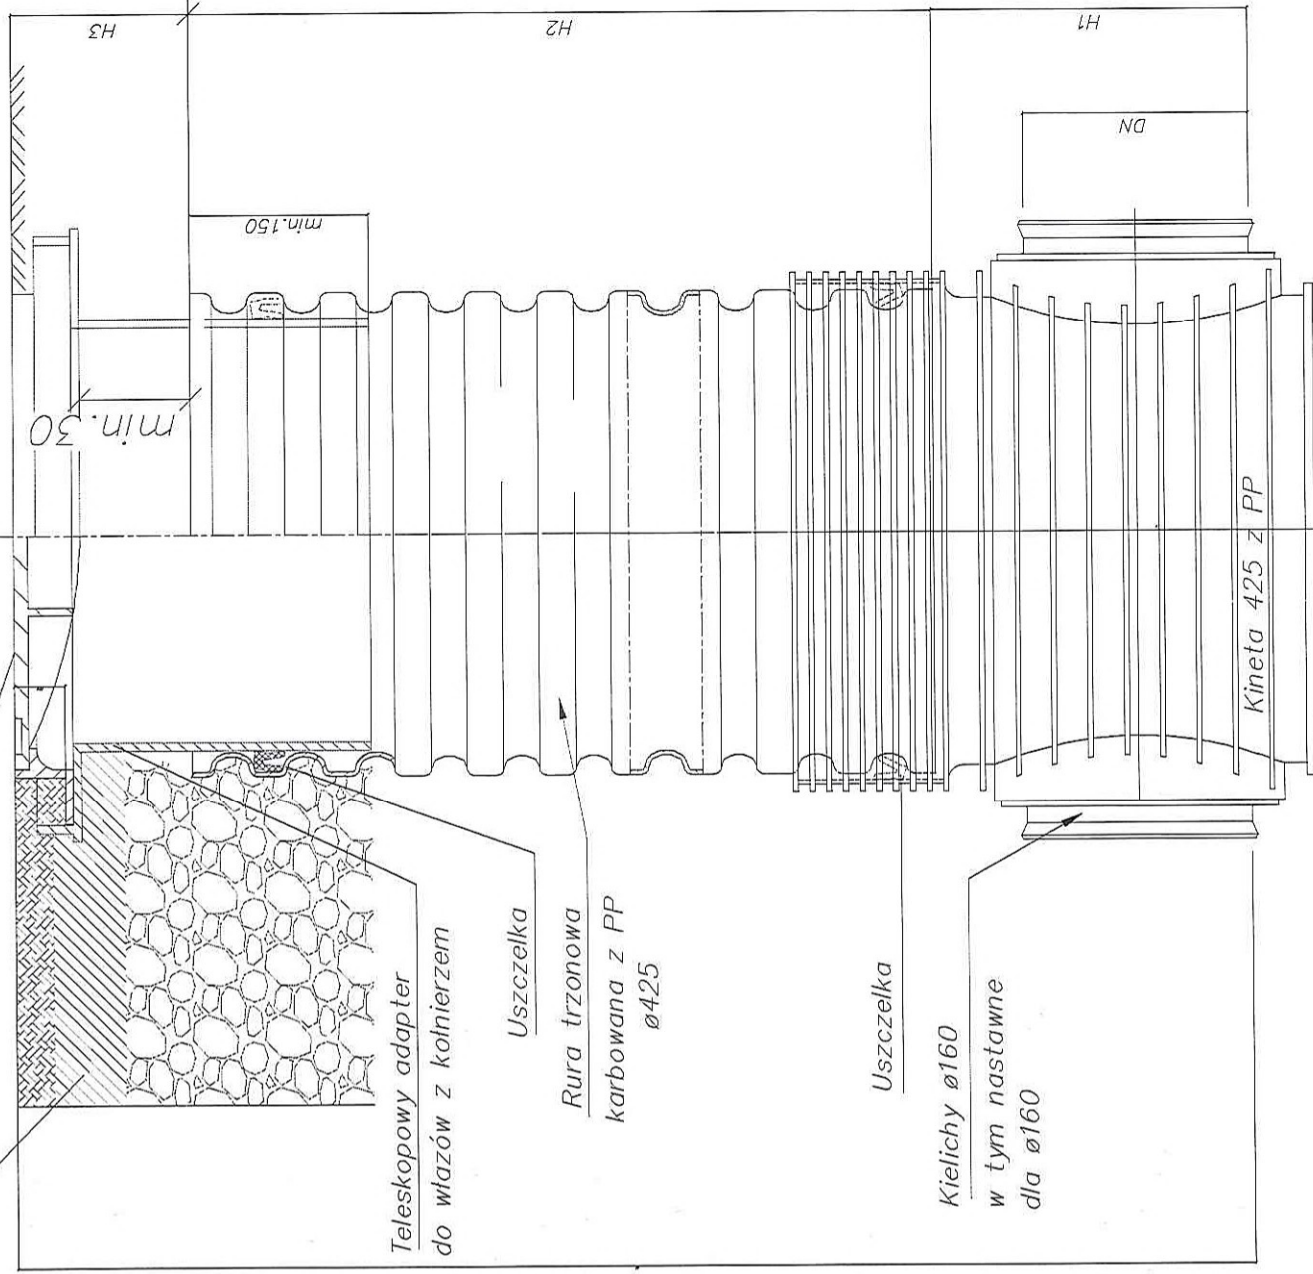 H3
H2
H1
DN
min.150
min.30
Teleskopowy adapter
do włazów z kołnierzem
Uszczelka
Rura trzonowa
karbowana z PP
ø425
Uszczelka
Kielichy ø160
w tym nastawne
dla ø160
Kineta 425 z PP